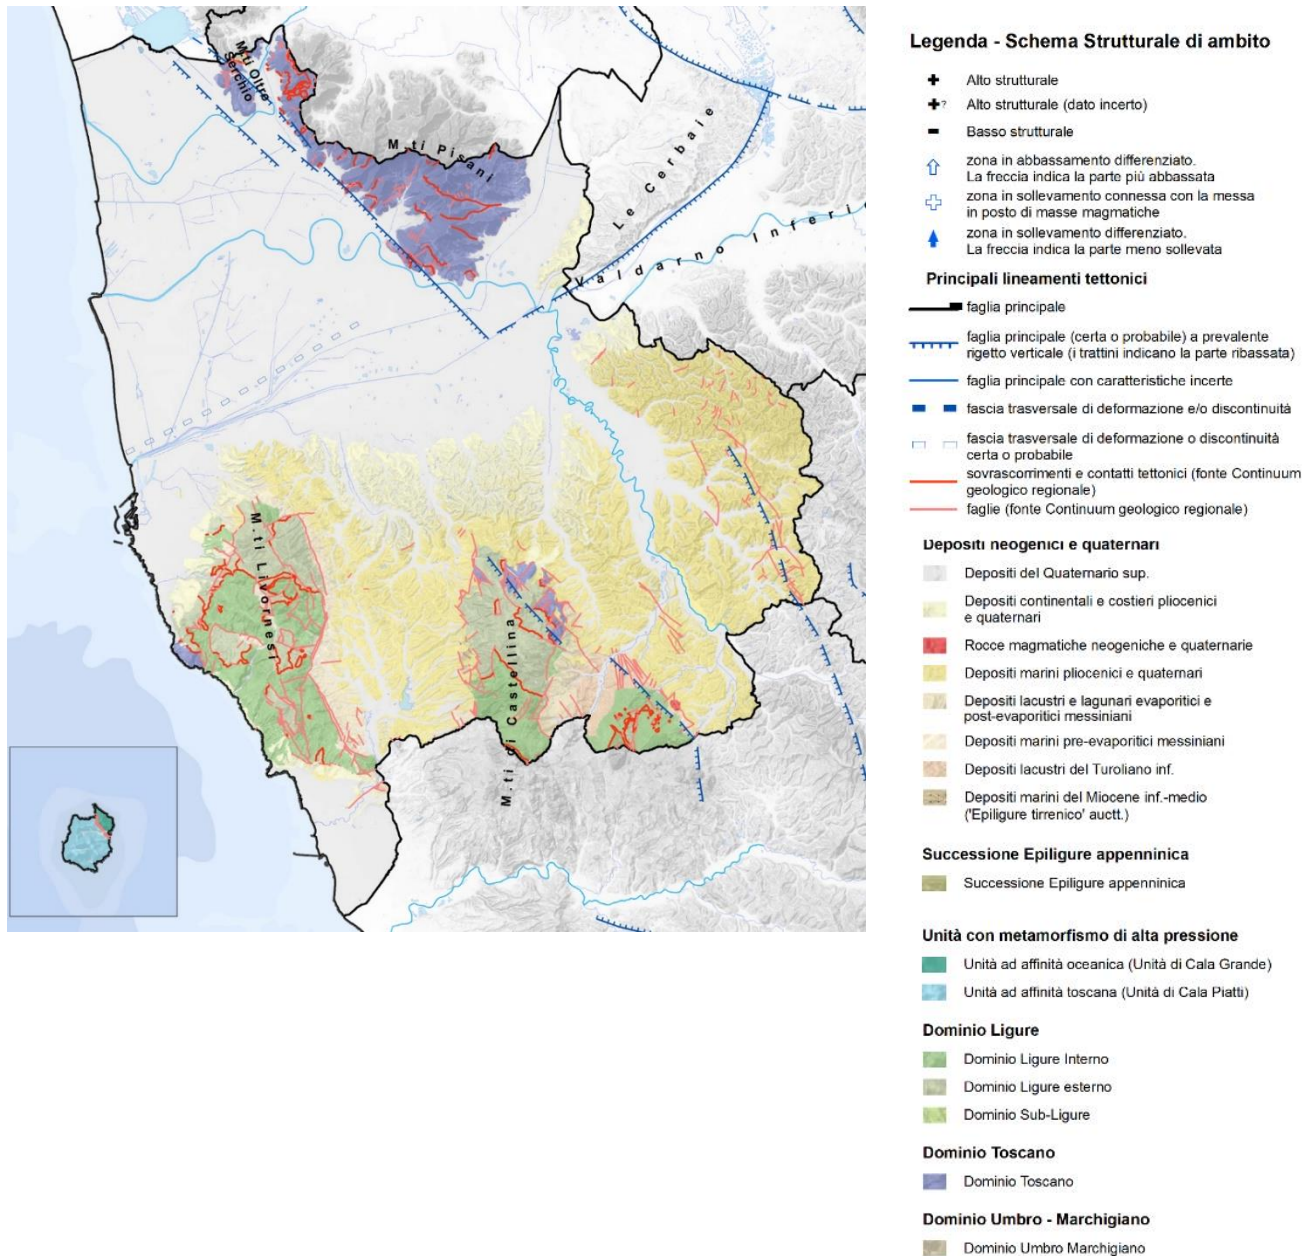 M.ti Oltre
Serchio
M.ti Pisani
Le Cerbaie
Valdarno Inferio
M.ti Livornesi
M.ti di Castellina
Legenda - Schema Strutturale di ambito
Alto strutturale
? Alto strutturale (dato incerto)
Basso strutturale
zona in abbassamento differenziato.
La freccia indica la parte più abbassata
zona in sollevamento connessa con la messa
in posto di masse magmatiche
zona in sollevamento differenziato.
La freccia indica la parte meno sollevata
Principali lineamenti tettonici
faglia principale
faglia principale (certa o probabile) a prevalente
rigetto verticale (i trattini indicano la parte ribassata)
faglia principale con caratteristiche incerte
fascia trasversale di deformazione e/o discontinuità
fascia trasversale di deformazione o discontinuità
certa o probabile
sovrascorrimenti e contatti tettonici (fonte Continuum
geologico regionale)
faglie (fonte Continuum geologico regionale)
Depositi neogenici e quaternari
Depositi del Quaternario sup.
Depositi continentali e costieri pliocenici
e quaternari
Rocce magmatiche neogeniche e quaternarie
Depositi marini pliocenici e quaternari
Depositi lacustri e lagunari evaporitici e
post-evaporitici messiniani
Depositi marini pre-evaporitici messiniani
Depositi lacustri del Turoliano inf.
Depositi marini del Miocene inf.-medio
('Epiligure tirrenico' auctt.)
Successione Epiligure appenninica
Successione Epiligure appenninica
Unità con metamorfismo di alta pressione
Unità ad affinità oceanica (Unità di Cala Grande)
Unità ad affinità toscana (Unità di Cala Piatti)
Dominio Ligure
Dominio Ligure Interno
Dominio Ligure esterno
Dominio Sub-Ligure
Dominio Toscano
Dominio Toscano
Dominio Umbro - Marchigiano
Dominio Umbro Marchigiano